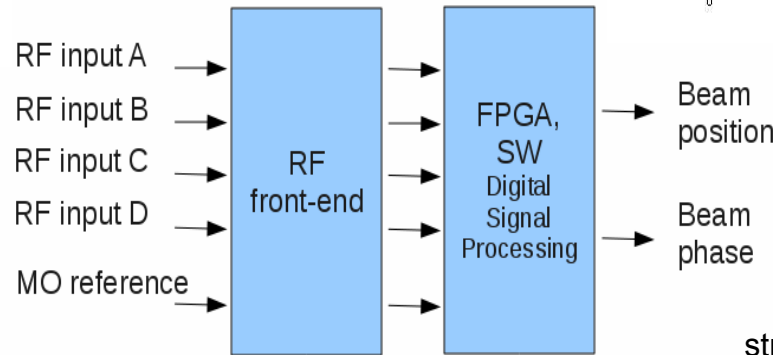 RF input A
RF input B
RF input C
RF input D
MO reference
RF
front-end
FPGA,
SW
Digital
Signal
Processing
Beam
position
Beam
phase